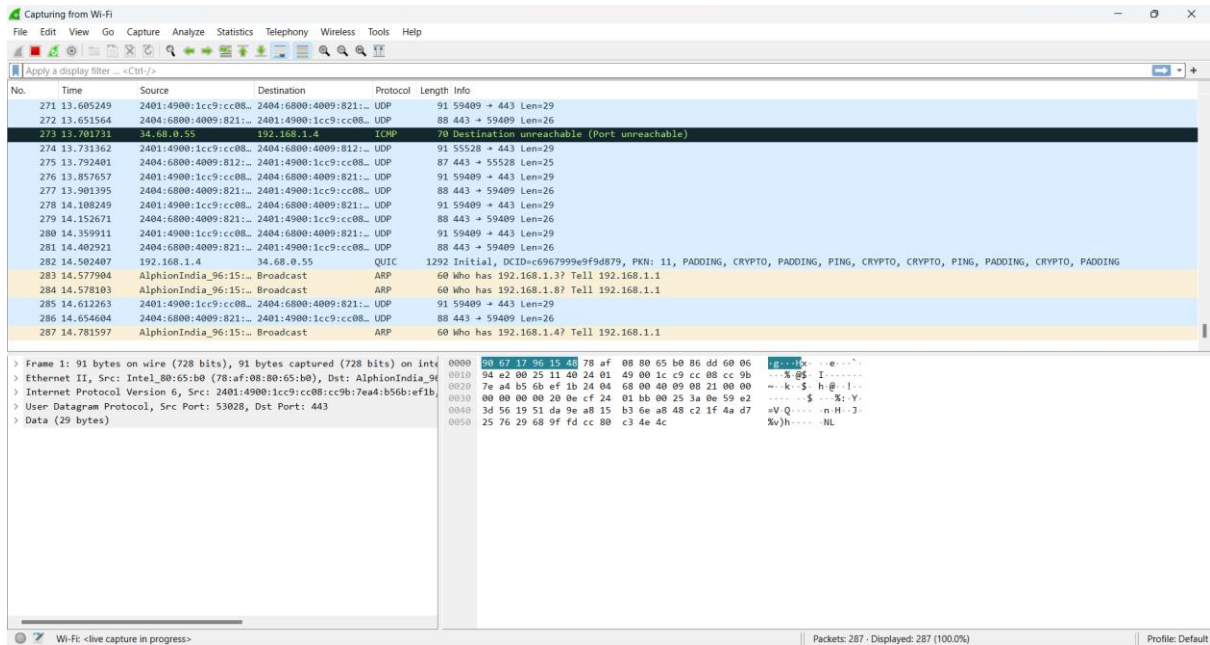 Capturing from Wi-Fi
File Edit View Go Capture Analyze Statistics Telephony Wireless Tools Help
Apply a display filter ... <Ctrl-/>
No. Time Source Destination Protocol Length Info
271 13.605249 2401:4900:1cc9:cc08… 2404:6800:4009:821:… UDP 91 59409 → 443 Len=29
272 13.651564 2404:6800:4009:821:… 2401:4900:1cc9:cc08… UDP 88 443 → 59409 Len=26
273 13.701731 34.68.0.55 192.168.1.4 ICMP 70 Destination unreachable (Port unreachable)
274 13.731362 2401:4900:1cc9:cc08… 2404:6800:4009:812:… UDP 91 55528 → 443 Len=29
275 13.792401 2404:6800:4009:812:… 2401:4900:1cc9:cc08… UDP 87 443 → 55528 Len=25
276 13.857657 2401:4900:1cc9:cc08… 2404:6800:4009:821:… UDP 91 59409 → 443 Len=29
277 13.901395 2404:6800:4009:821:… 2401:4900:1cc9:cc08… UDP 88 443 → 59409 Len=26
278 14.108249 2401:4900:1cc9:cc08… 2404:6800:4009:821:… UDP 91 59409 → 443 Len=29
279 14.152671 2404:6800:4009:821:… 2401:4900:1cc9:cc08… UDP 88 443 → 59409 Len=26
280 14.359911 2401:4900:1cc9:cc08… 2404:6800:4009:821:… UDP 91 59409 → 443 Len=29
281 14.402921 2404:6800:4009:821:… 2401:4900:1cc9:cc08… UDP 88 443 → 59409 Len=26
282 14.502407 192.168.1.4 34.68.0.55 QUIC 1292 Initial, DCID=c6967999e9f9d879, PKN: 11, PADDING, CRYPTO, PADDING, PING, CRYPTO, CRYPTO, PING, PADDING, CRYPTO, PADDING
283 14.577904 AlphionIndia_96:15:… Broadcast ARP 60 Who has 192.168.1.3? Tell 192.168.1.1
284 14.578103 AlphionIndia_96:15:… Broadcast ARP 60 Who has 192.168.1.8? Tell 192.168.1.1
285 14.612263 2401:4900:1cc9:cc08… 2404:6800:4009:821:… UDP 91 59409 → 443 Len=29
286 14.654604 2404:6800:4009:821:… 2401:4900:1cc9:cc08… UDP 88 443 → 59409 Len=26
287 14.781597 AlphionIndia_96:15:… Broadcast ARP 60 Who has 192.168.1.4? Tell 192.168.1.1
> Frame 1: 91 bytes on wire (728 bits), 91 bytes captured (728 bits) on inte
> Ethernet II, Src: Intel_80:65:b0 (78:af:08:80:65:b0), Dst: AlphionIndia_96
> Internet Protocol Version 6, Src: 2401:4900:1cc9:cc08:cc9b:7ea4:b56b:ef1b,
> User Datagram Protocol, Src Port: 53028, Dst Port: 443
> Data (29 bytes)
0000 90 67 17 96 15 48 78 af 08 80 65 b0 86 dd 60 06 ·g···Hx· ··e···`·
0010 94 e2 00 25 11 40 24 01 49 00 1c c9 cc 08 cc 9b ···%·@$· I·······
0020 7e a4 b5 6b ef 1b 24 04 68 00 40 09 08 21 00 00 ~··k··$· h·@··!··
0030 00 00 00 00 20 0e cf 24 01 bb 00 25 3a 0e 59 e2 ···· ··$ ···%:·Y·
0040 3d 56 19 51 da 9e a8 15 b3 6e a8 48 c2 1f 4a d7 =V·Q···· ·n·H··J·
0050 25 76 29 68 9f fd cc 80 c3 4e 4c %v)h···· ·NL
Wi-Fi: <live capture in progress> Packets: 287 · Displayed: 287 (100.0%) Profile: Default